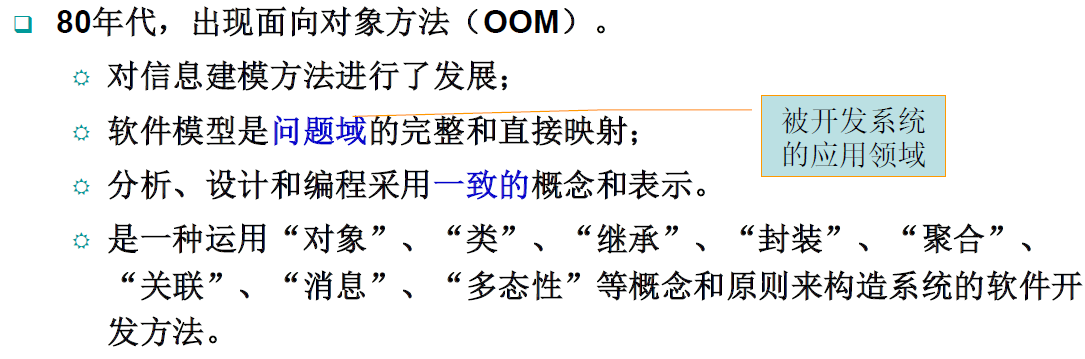 80年代，出现面向对象方法（OOM）。
对信息建模方法进行了发展；
软件模型是问题域的完整和直接映射；
被开发系统
的应用领域
分析、设计和编程采用一致的概念和表示。
是一种运用“对象”、“类”、“继承”、“封装”、“聚合”、
“关联”、“消息”、“多态性”等概念和原则来构造系统的软件开
发方法。